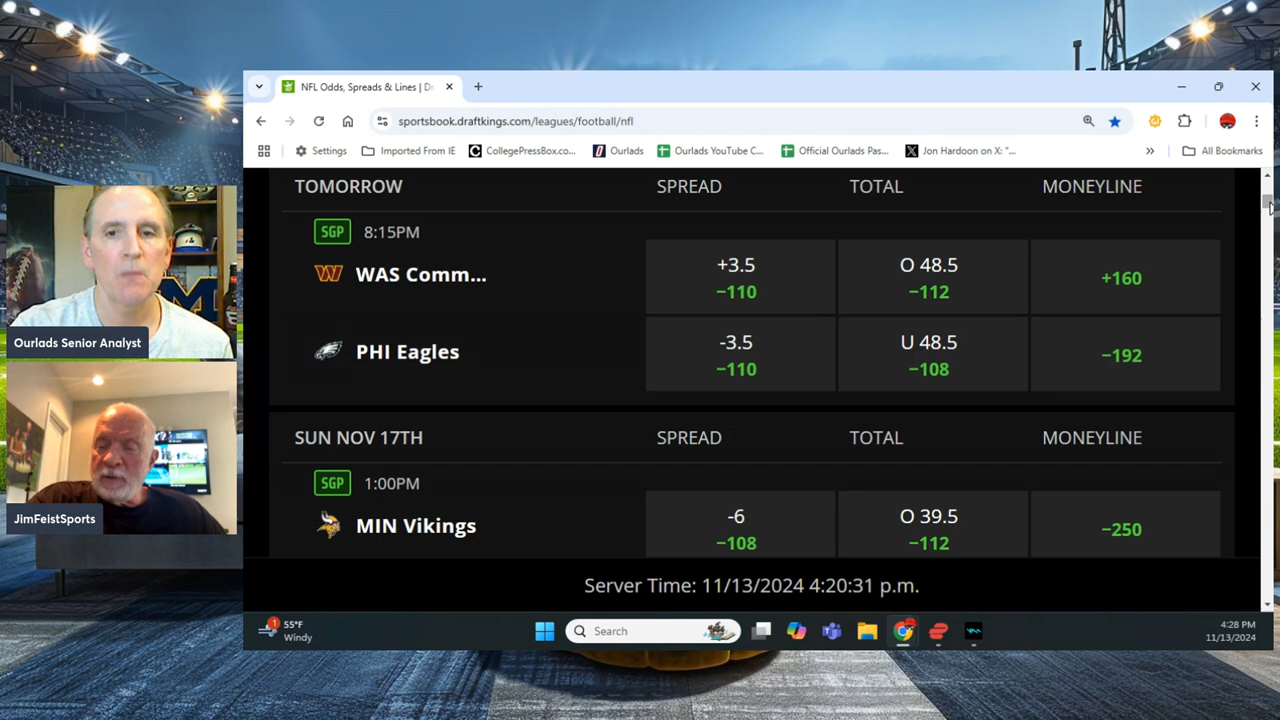 NFL Odds, Spreads & Lines | Dr
sportsbook.draftkings.com/leagues/football/nfl
Settings
Imported From IE
CollegePressBox.co...
Ourlads
Ourlads YouTube C...
Official Ourlads Pas...
Jon Hardoon on X: "...
»
All Bookmarks
TOMORROW SPREAD TOTAL MONEYLINE
SGP 8:15PM
WAS Comm... +3.5 O 48.5 +160
−110 −112
PHI Eagles -3.5 U 48.5 −192
−110 −108
SUN NOV 17TH SPREAD TOTAL MONEYLINE
SGP 1:00PM
MIN Vikings -6 O 39.5 −250
−108 −112
Server Time: 11/13/2024 4:20:31 p.m.
1
55°F
Windy
Search
4:28 PM
11/13/2024
Ourlads Senior Analyst
JimFeistSports